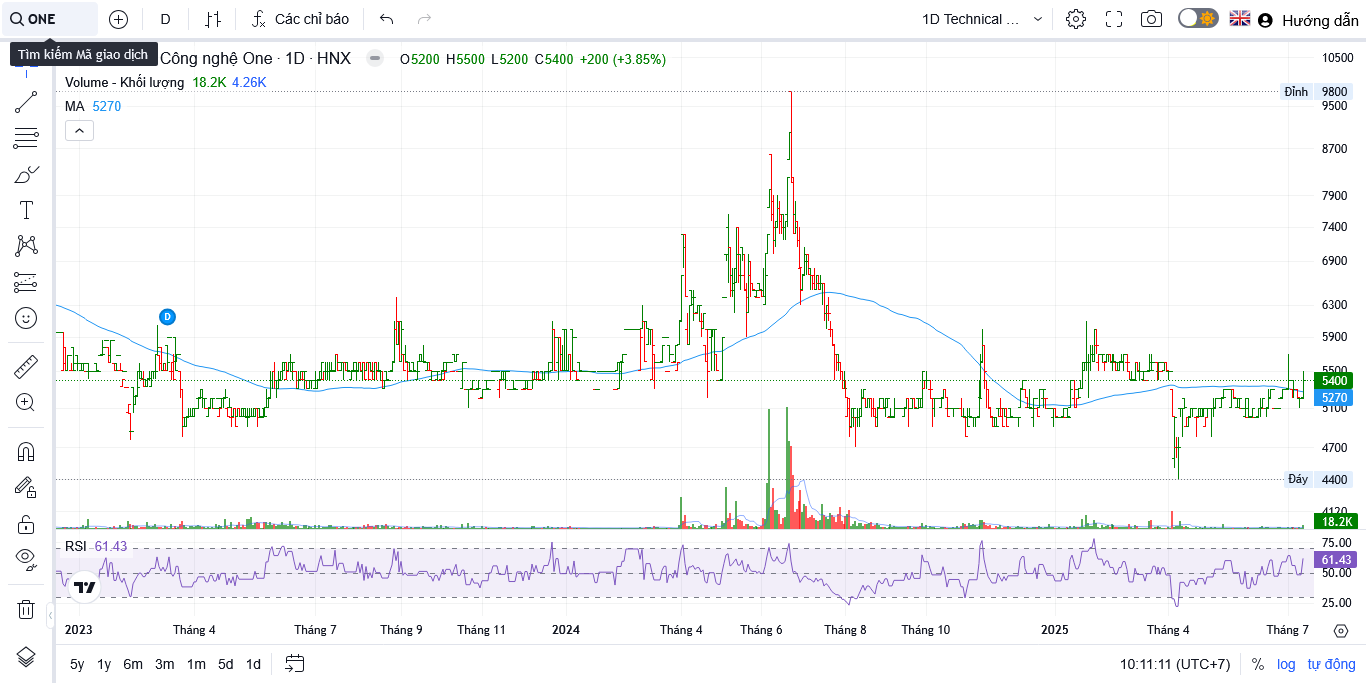 ONE D Các chỉ báo 1D Technical ... Hướng dẫn
Tìm kiếm Mã giao dịch
Công nghệ One · 1D · HNX O5200 H5500 L5200 C5400 +200 (+3.85%)
Volume - Khối lượng 18.2K 4.26K
MA 5270
10500
Đỉnh 9800
9500
8700
7900
7400
6900
6300
D
5900
5500
5400
5270
5100
4700
Đáy 4400
4120
18.2K
RSI 61.43
75.00
61.43
50.00
25.00
2023 Tháng 4 Tháng 7 Tháng 9 Tháng 11 2024 Tháng 4 Tháng 6 Tháng 8 Tháng 10 2025 Tháng 4 Tháng 7
5y 1y 6m 3m 1m 5d 1d 10:11:11 (UTC+7) % log tự động